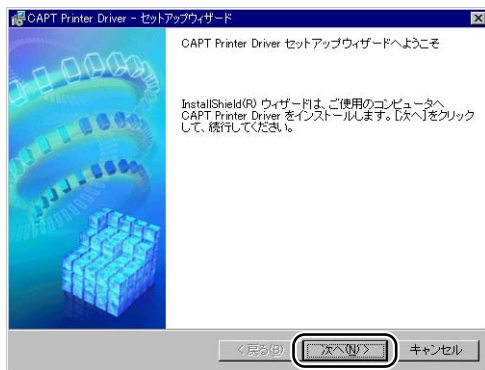 CAPT Printer Driver - セットアップウィザード
CAPT Printer Driver セットアップウィザードへようこそ
InstallShield(R) ウィザードは、ご使用のコンピュータへ
CAPT Printer Driver をインストールします。[次へ]をクリック
して、続行してください。
< 戻る(B)
次へ(N) >
キャンセル